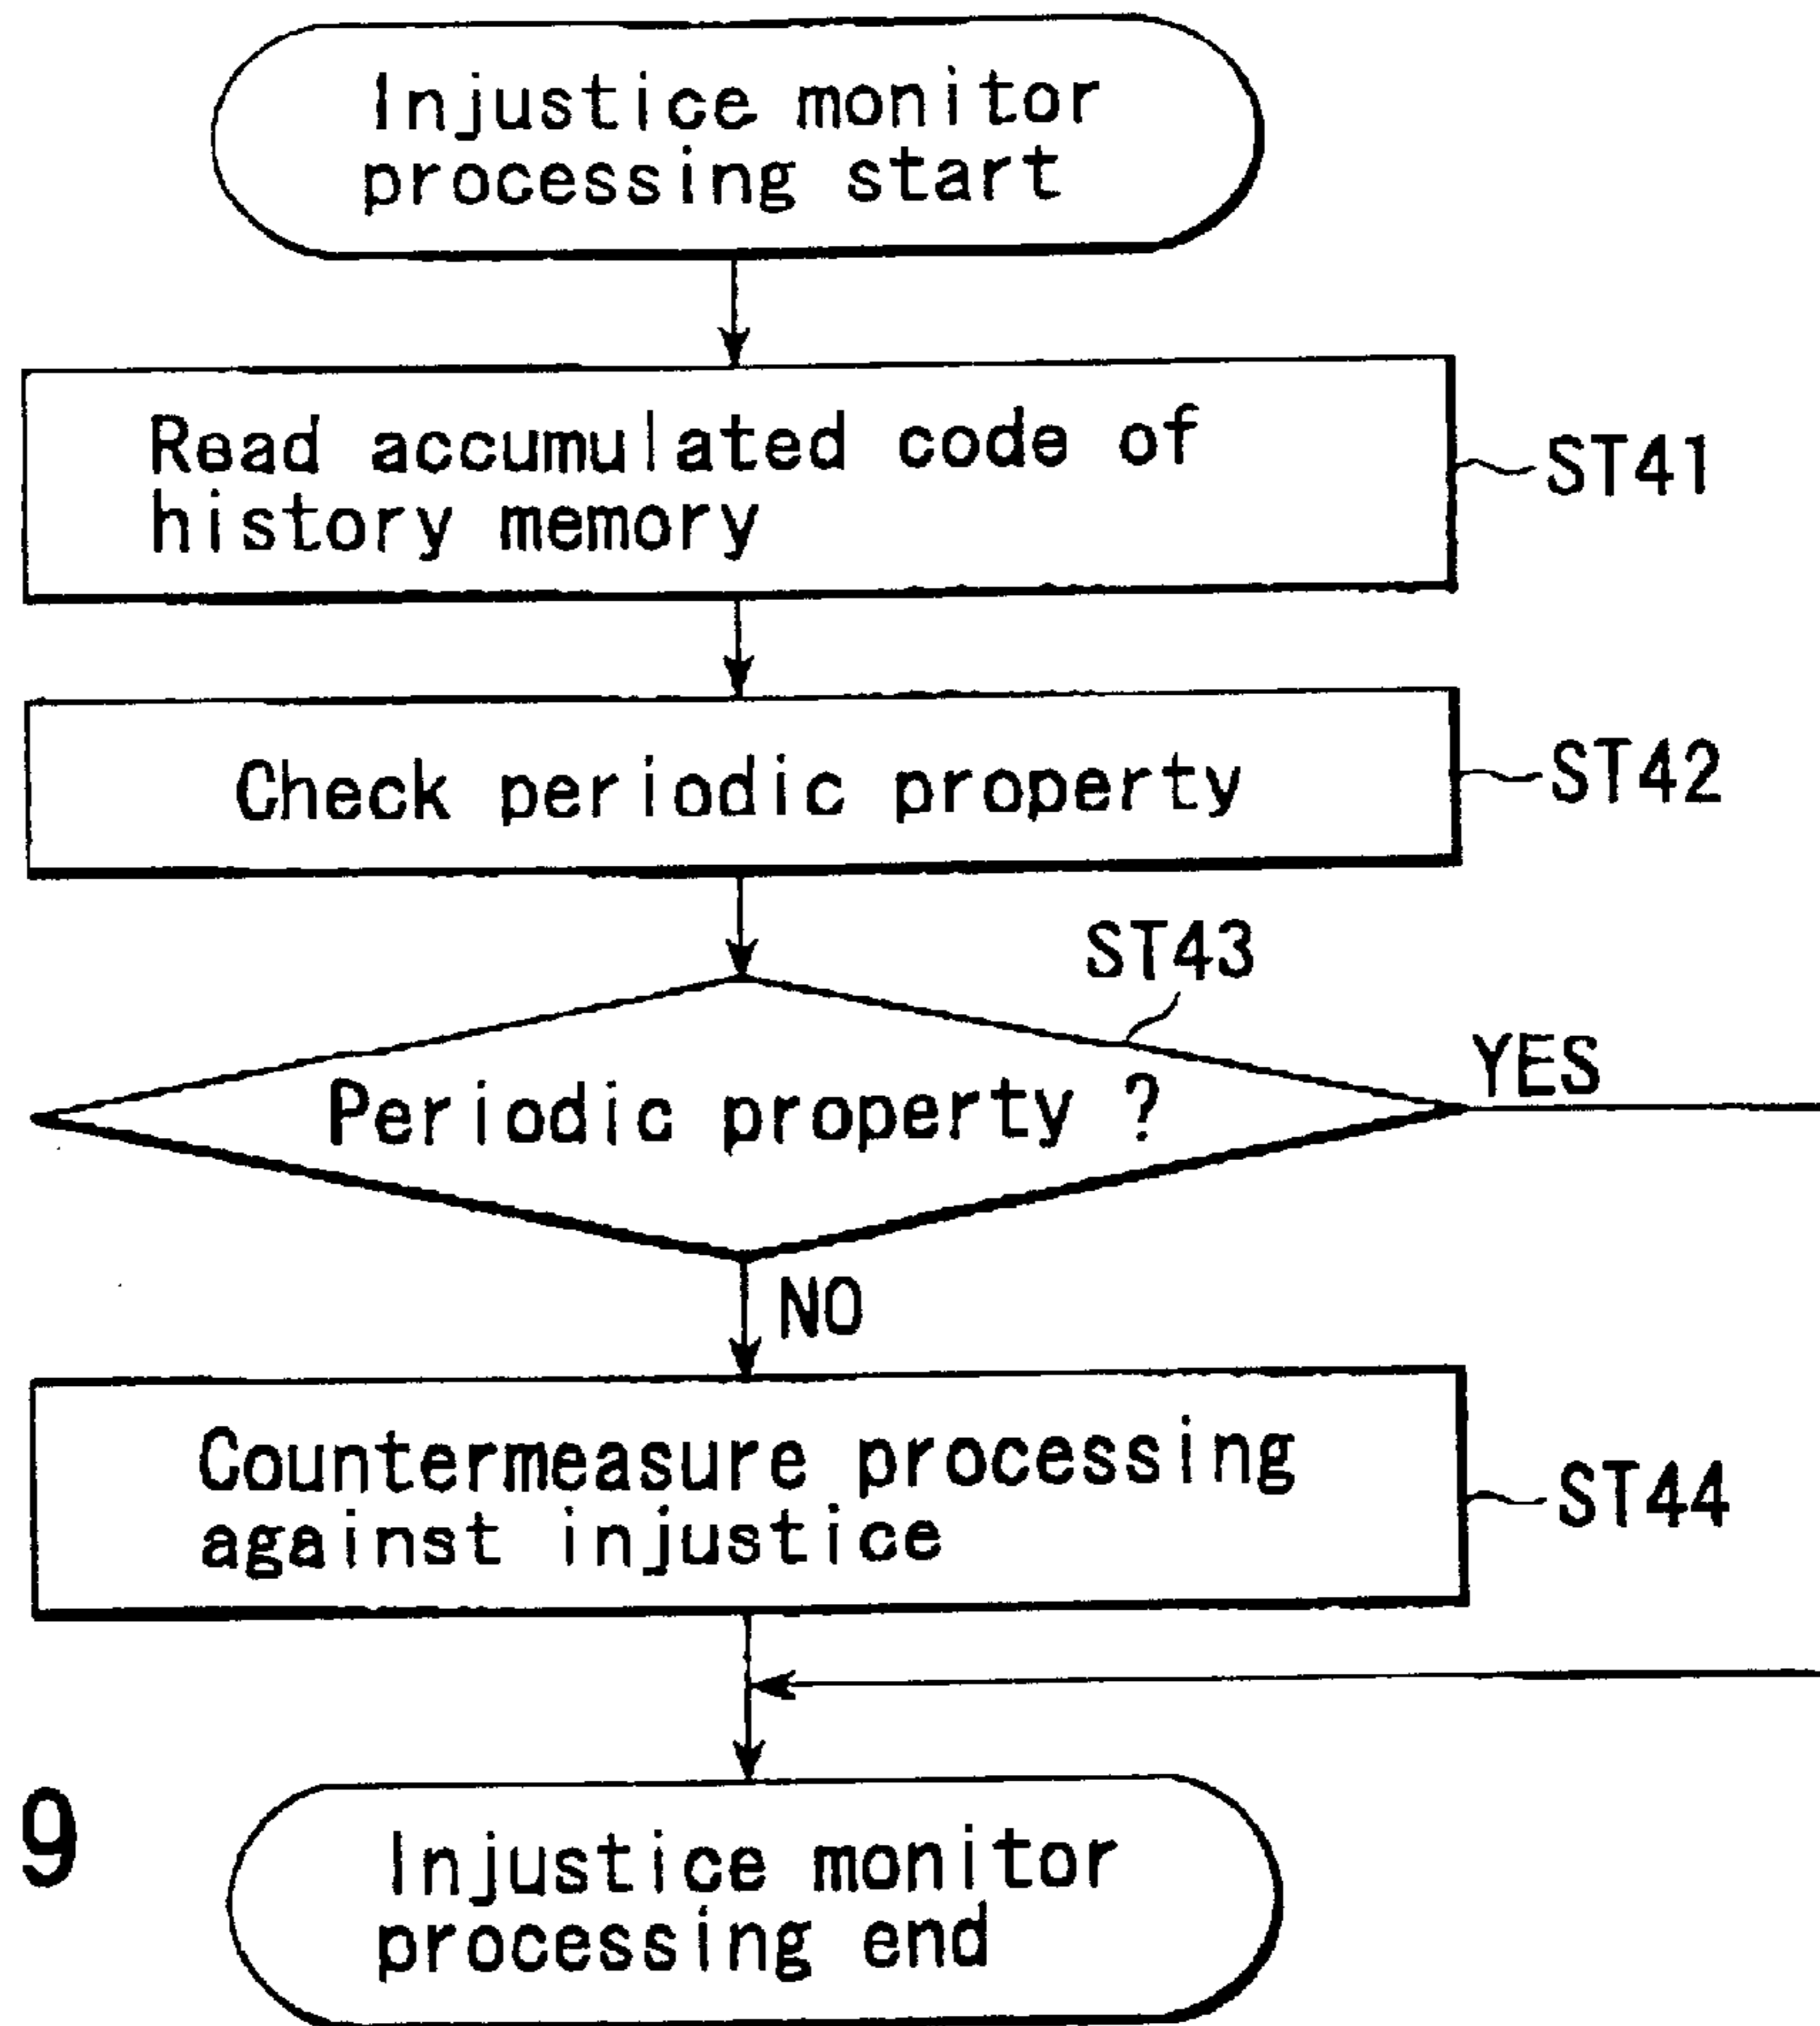 Injustice monitor
processing start
Read accumulated code of
history memory
ST41
Check periodic property
ST42
ST43
Periodic property ?
YES
NO
Countermeasure processing
against injustice
ST44
9
Injustice monitor
processing end